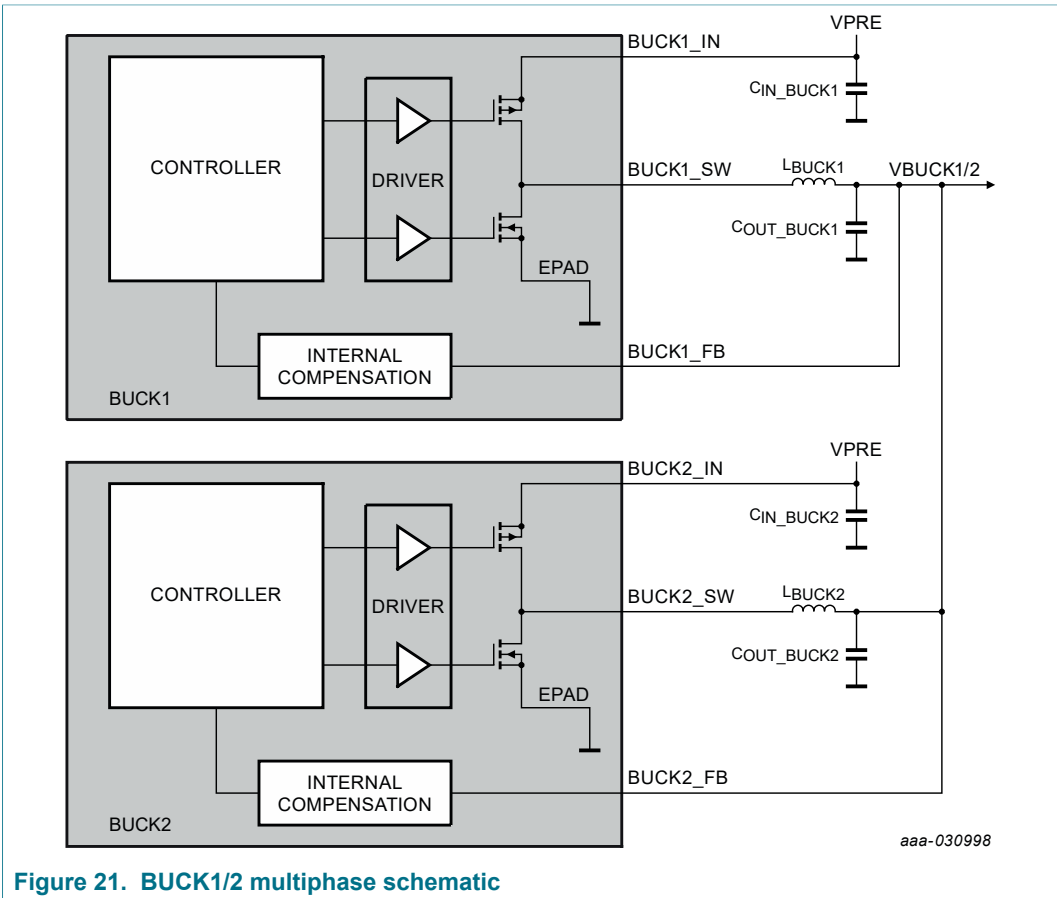 VPRE
BUCK1_IN
CIN_BUCK1
CONTROLLER
DRIVER
BUCK1_SW
LBUCK1
VBUCK1/2
COUT_BUCK1
EPAD
BUCK1_FB
INTERNAL
COMPENSATION
BUCK1
VPRE
BUCK2_IN
CIN_BUCK2
CONTROLLER
DRIVER
BUCK2_SW
LBUCK2
COUT_BUCK2
EPAD
BUCK2_FB
INTERNAL
COMPENSATION
BUCK2
aaa-030998
Figure 21. BUCK1/2 multiphase schematic